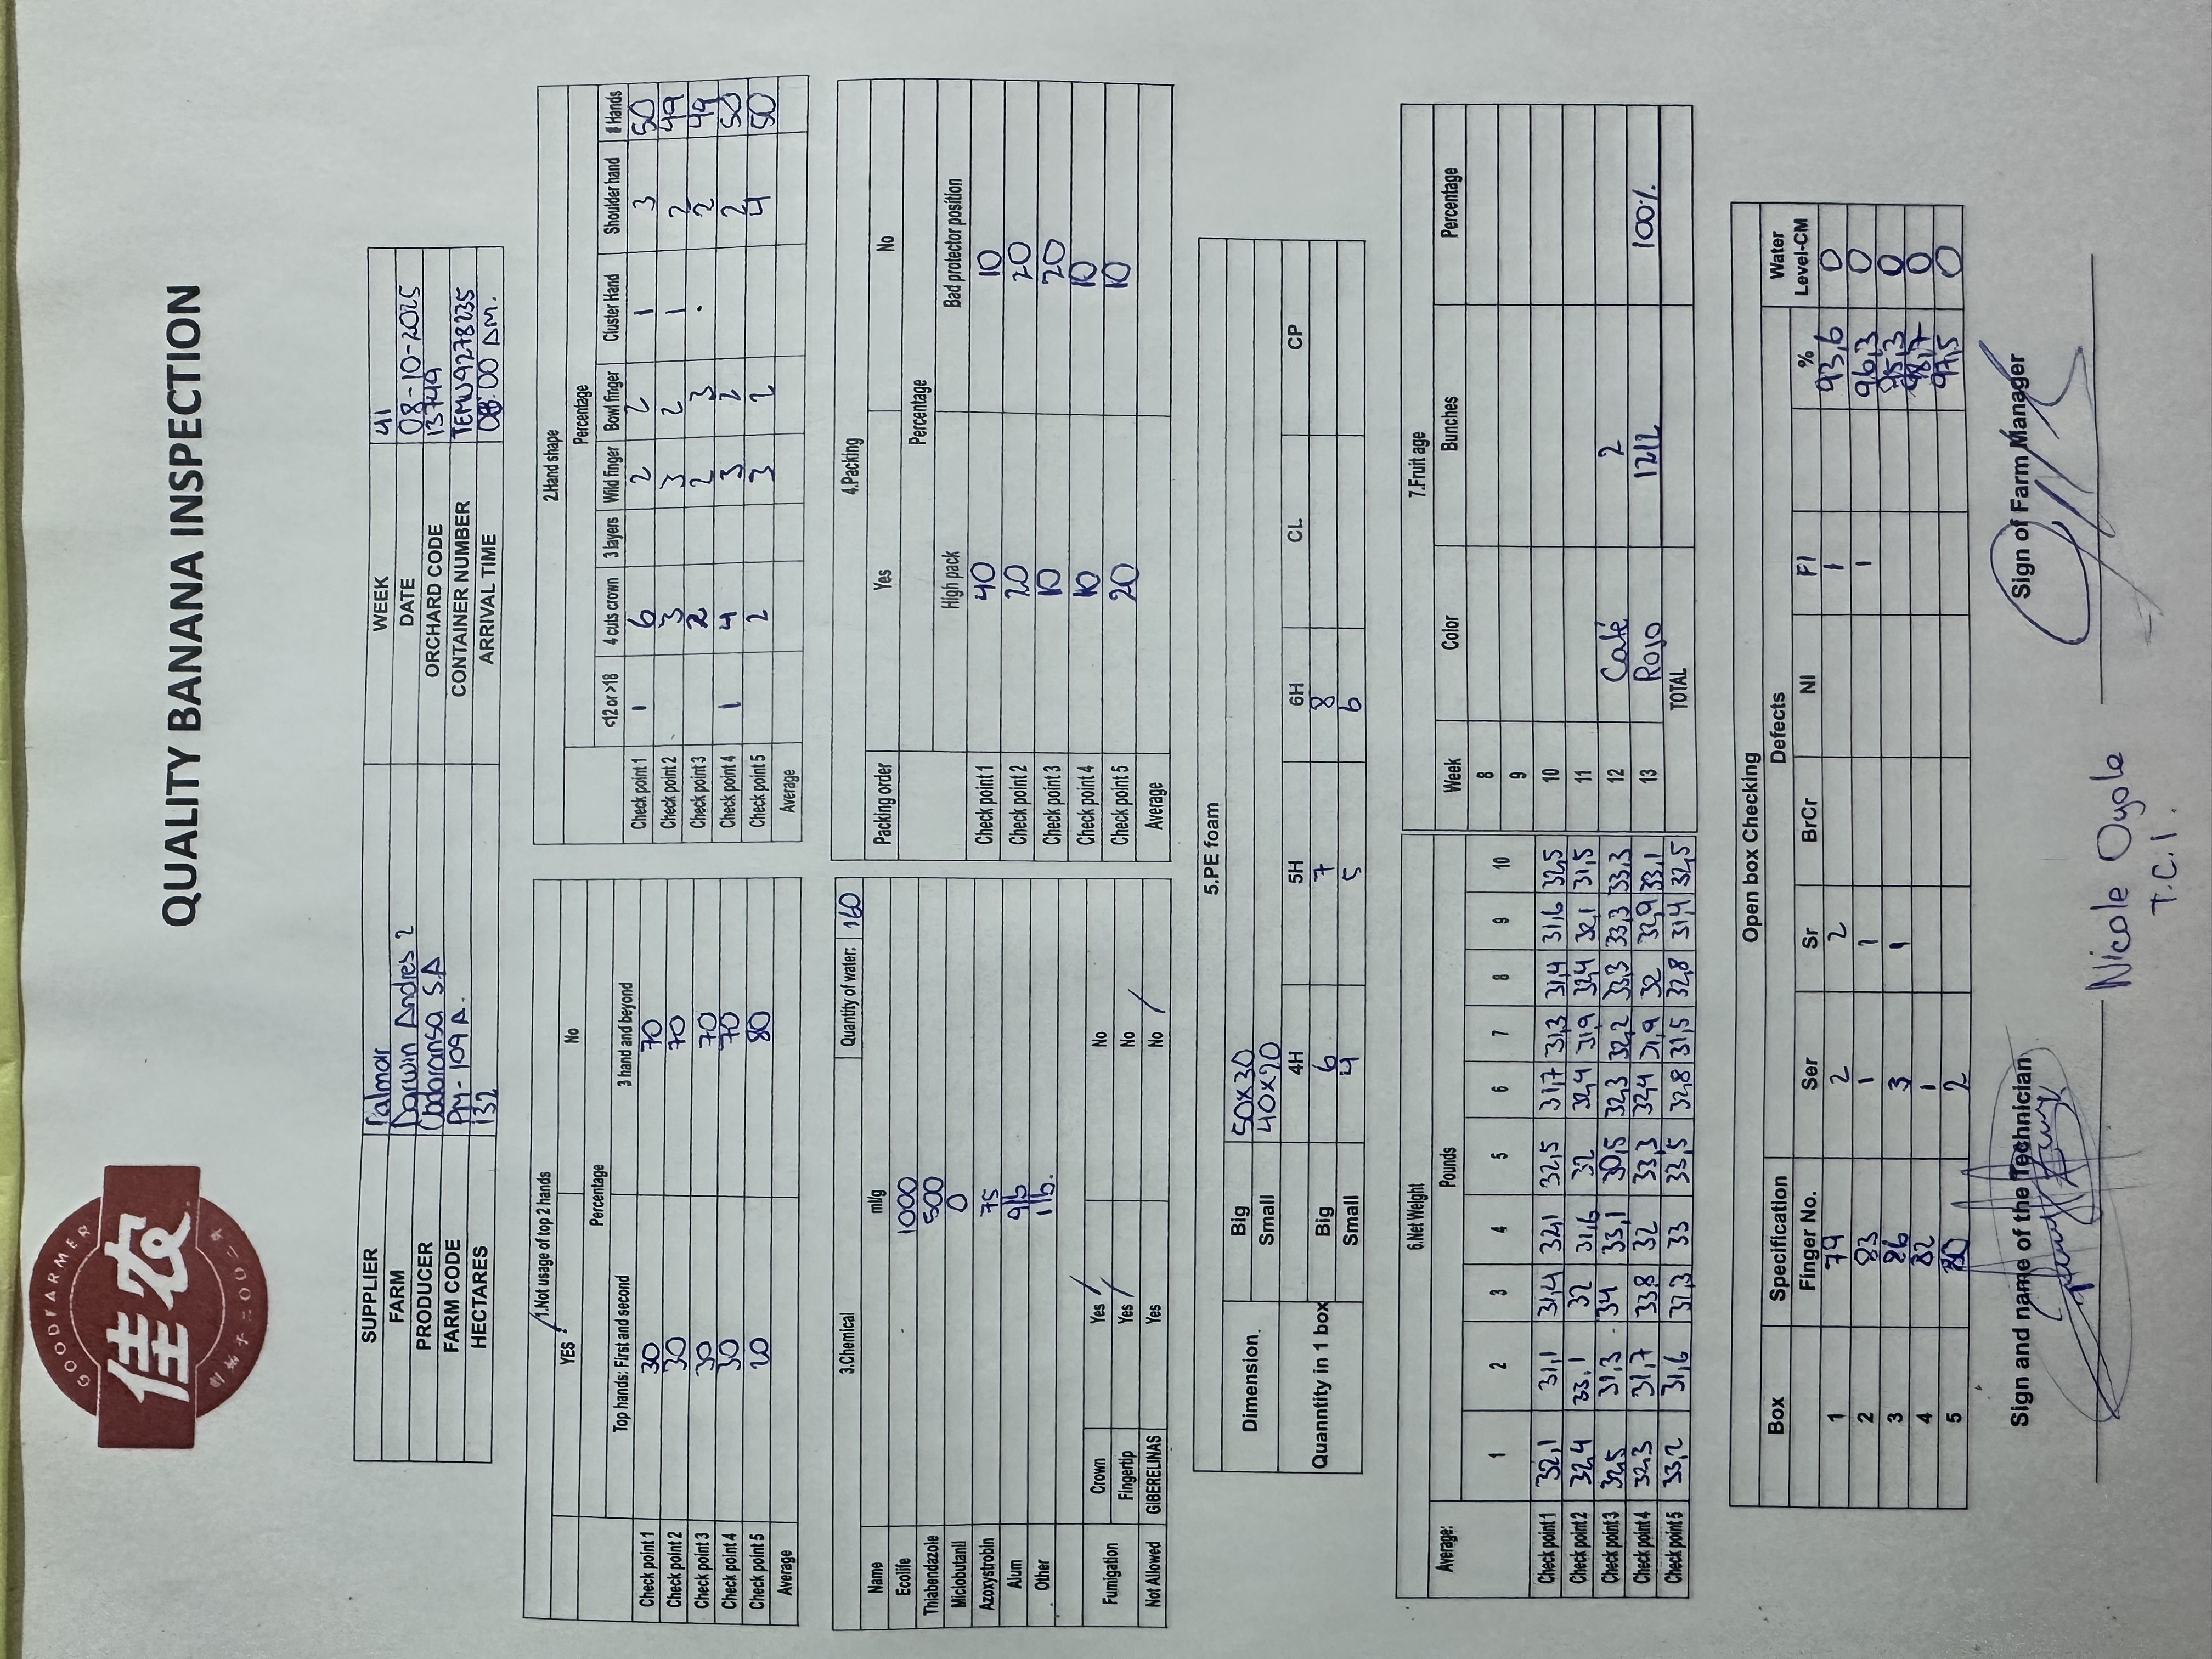 GOODFARMER
佳农
创始于二〇〇二年
QUALITY BANANA INSPECTION
SUPPLIER Palmar WEEK 41
FARM Darwin Andres 2 DATE 08-10-2025
PRODUCER S.A ORCHARD CODE 13749
FARM CODE PM-109 A. CONTAINER NUMBER TEMU9278235
HECTARES 132 ARRIVAL TIME 08:00 AM.
1.Not usage of top 2 hands
YES No
Percentage
Top hands: First and second 3 hand and beyond
Check point 1 30 70
Check point 2 30 70
Check point 3 30 70
Check point 4 30 70
Check point 5 20 80
Average
2.Hand shape
Percentage
<12 or >18 4 cuts crown 3 layers Wild finger Bowl finger Cluster Hand Shoulder hand # Hands
Check point 1 1 6 2 2 1 3 50
Check point 2 3 3 2 1 2 49
Check point 3 2 2 3 2 49
Check point 4 1 4 3 2 2 50
Check point 5 2 3 2 4 50
Average
3.Chemical Quantity of water: 160
Name ml/g
Ecolife 1000
Thiabendazole 500
Miclobutanil 0
Azoxystrobin 75
Alum 9lb
Other 1lb.
Fumigation Crown Yes / No
Fingertip Yes / No
Not Allowed GIBERELINAS Yes No /
4.Packing
Packing order Yes No
Percentage
High pack Bad protector position
Check point 1 40 10
Check point 2 20 20
Check point 3 10 20
Check point 4 10 10
Check point 5 20 10
Average
5.PE foam
Dimension. Big 50x30
Small 40x20
4H 5H 6H CL CP
Quanntity in 1 box Big 6 7 8
Small 4 5 6
6.Net Weight
Average: Pounds
1 2 3 4 5 6 7 8 9 10
Check point 1 32,1 31,1 31,4 32,1 32,5 31,7 31,3 31,4 31,6 32,5
Check point 2 32,4 33,1 32 31,6 32 32,4 31,9 32,4 32,1 31,5
Check point 3 32,5 31,3 34 33,1 30,5 32,3 32,2 33,3 33,3 33,3
Check point 4 32,3 31,7 33,8 32 33,3 32,4 31,9 32 32,9 33,1
Check point 5 33,2 31,6 32,3 33 33,5 32,8 31,5 32,8 31,4 32,5
7.Fruit age
Week Color Bunches Percentage
8
9
10
11
12 Café 2
13 Rojo 1212 100%
TOTAL
Open box Checking
Box Specification Defects Water
Finger No. Ser Sr BrCr NI FI % Level-CM
1 79 2 2 1 93,6 0
2 83 1 1 1 96,3 0
3 86 3 1 95,3 0
4 82 1 98,7 0
5 80 2 97,5 0
Sign and name of the Technician Sign of Farm Manager
Nicole Oyola
T.C.I.